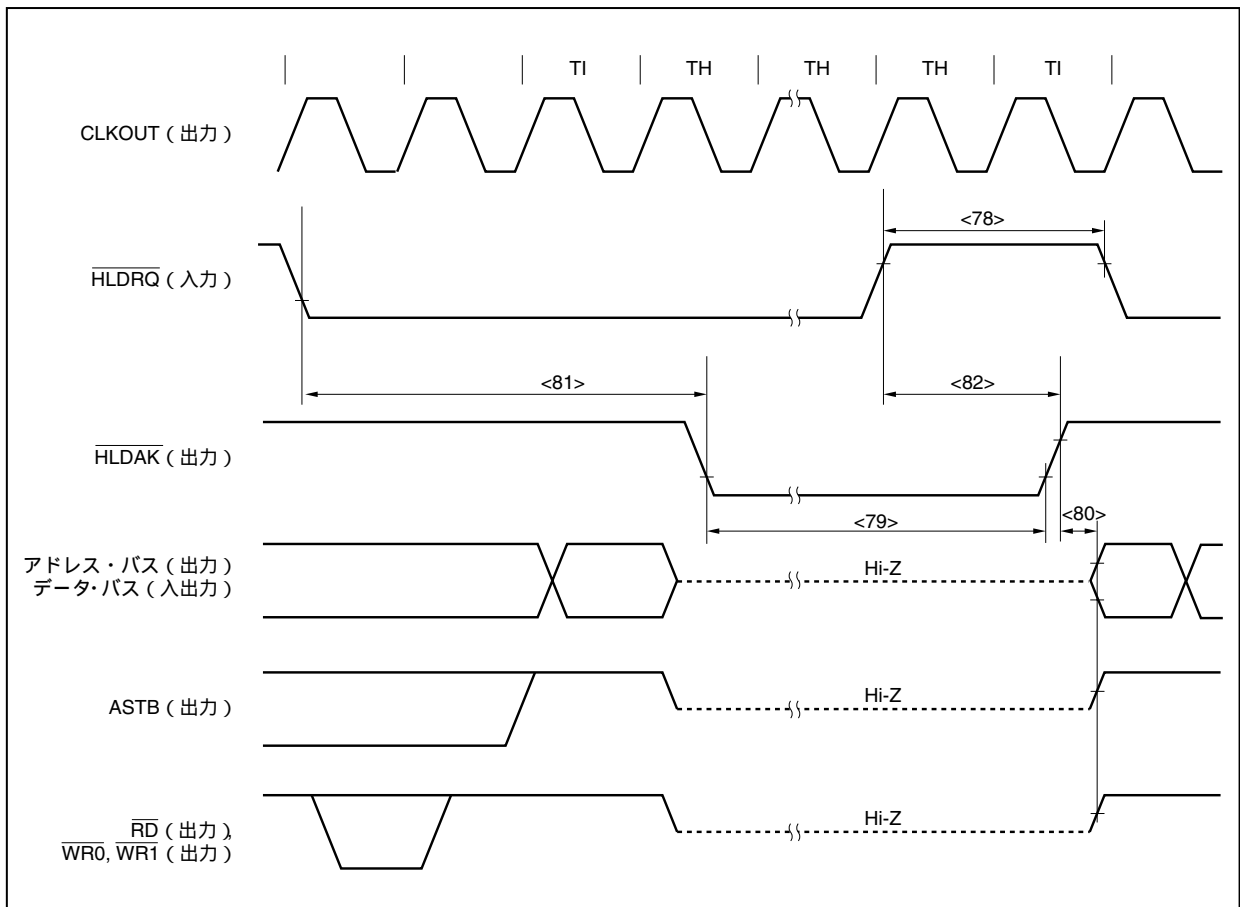 TI TH TH TH TI
CLKOUT（出力）
<78>
HLDRQ（入力）
<81> <82>
HLDAK（出力）
<79> <80>
アドレス・バス（出力）
データ・バス（入出力）
Hi-Z
ASTB（出力）
Hi-Z
RD（出力）,
WR0, WR1（出力）
Hi-Z